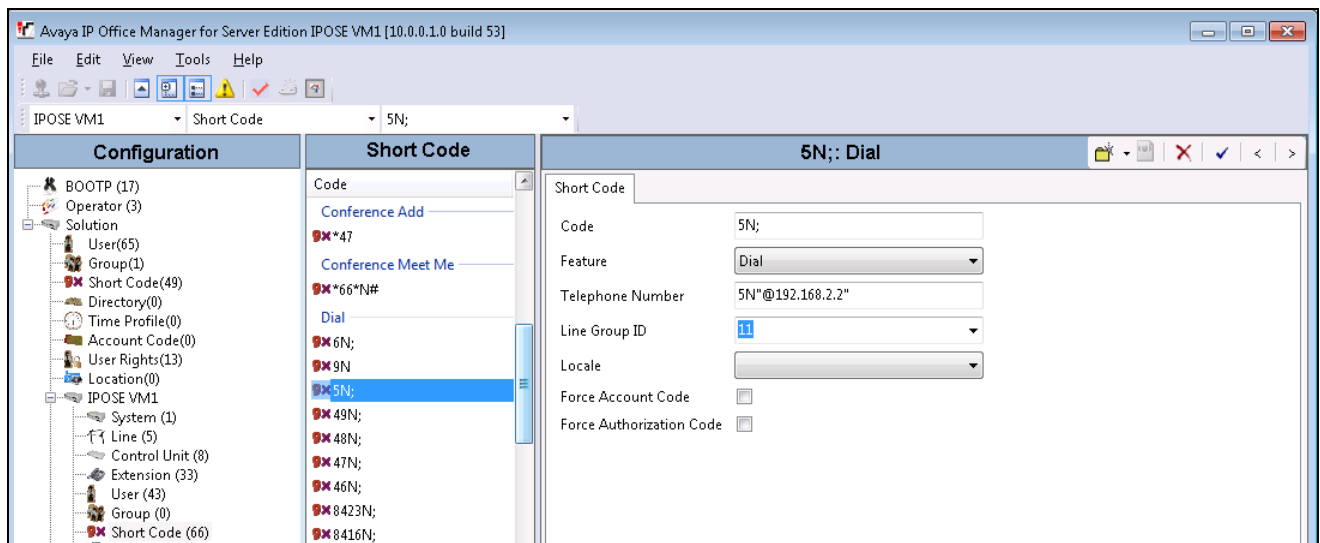 Avaya IP Office Manager for Server Edition IPOSE VM1 [10.0.0.1.0 build 53]
File Edit View Tools Help
IPOSE VM1 Short Code 5N;
Configuration
BOOTP (17)
Operator (3)
Solution
User(65)
Group(1)
Short Code(49)
Directory(0)
Time Profile(0)
Account Code(0)
User Rights(13)
Location(0)
IPOSE VM1
System (1)
Line (5)
Control Unit (8)
Extension (33)
User (43)
Group (0)
Short Code (66)
Short Code
Code
Conference Add
*47
Conference Meet Me
*66*N#
Dial
6N;
9N
5N;
49N;
48N;
47N;
46N;
8423N;
8416N;
5N;: Dial
Short Code
Code 5N;
Feature Dial
Telephone Number 5N"@192.168.2.2"
Line Group ID 11
Locale
Force Account Code
Force Authorization Code